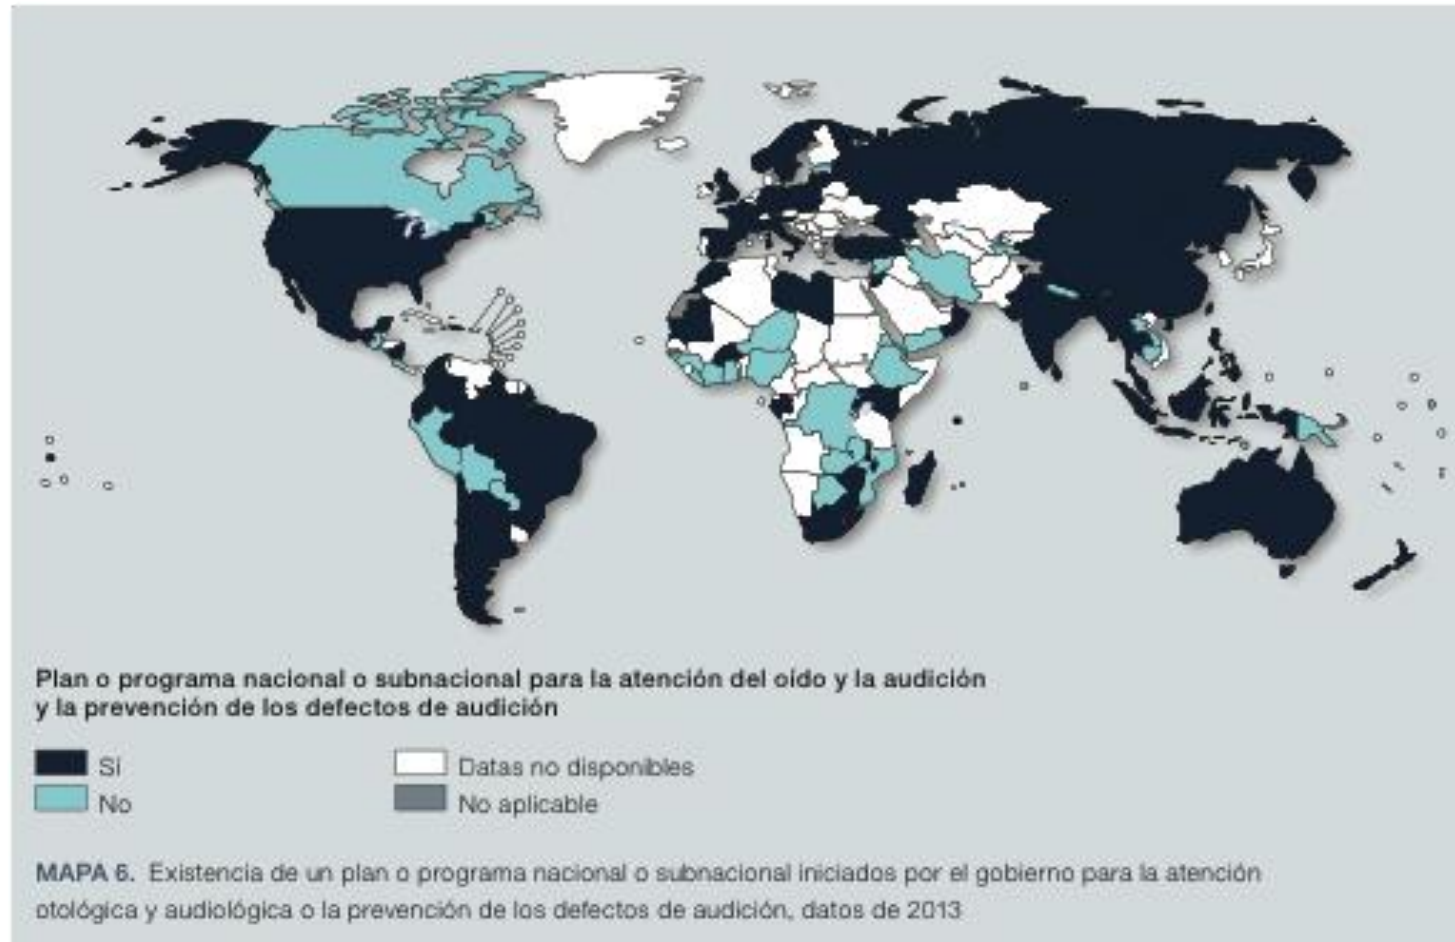 Plan o programa nacional o subnacional para la atención del oido y la audición
y la prevención de los defectos de audición
Sí
No
Datas no disponibles
No aplicable
MAPA 6. Existencia de un plan o programa nacional o subnacional iniciados por el gobierno para la atención
otológica y audiológica o la prevención de los defectos de audición, datos de 2013